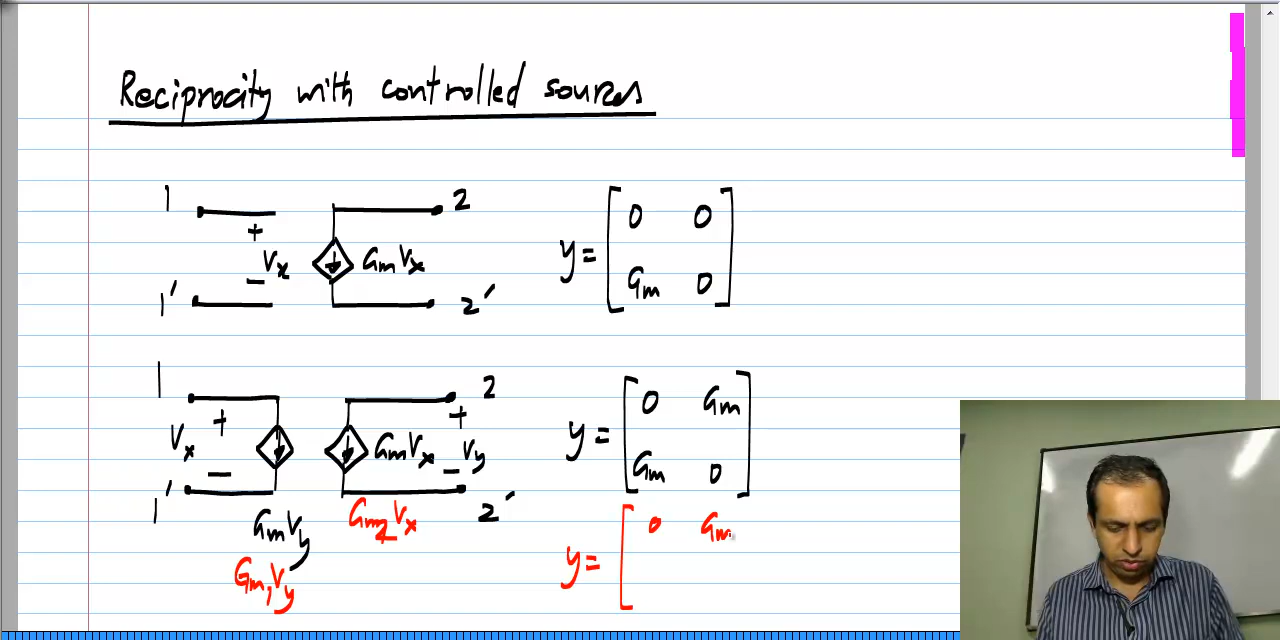 Reciprocity with controlled sources
1 2
+
Vx Gm Vx
−
1' 2'
y = [ 0 0
Gm 0 ]
1 2
+ +
Vx Gm Vx Vy
− −
1' 2'
Gm Vy
y = [ 0 Gm
Gm 0 ]
Gm2 Vx
Gm1 Vy
y = [ 0 Gm